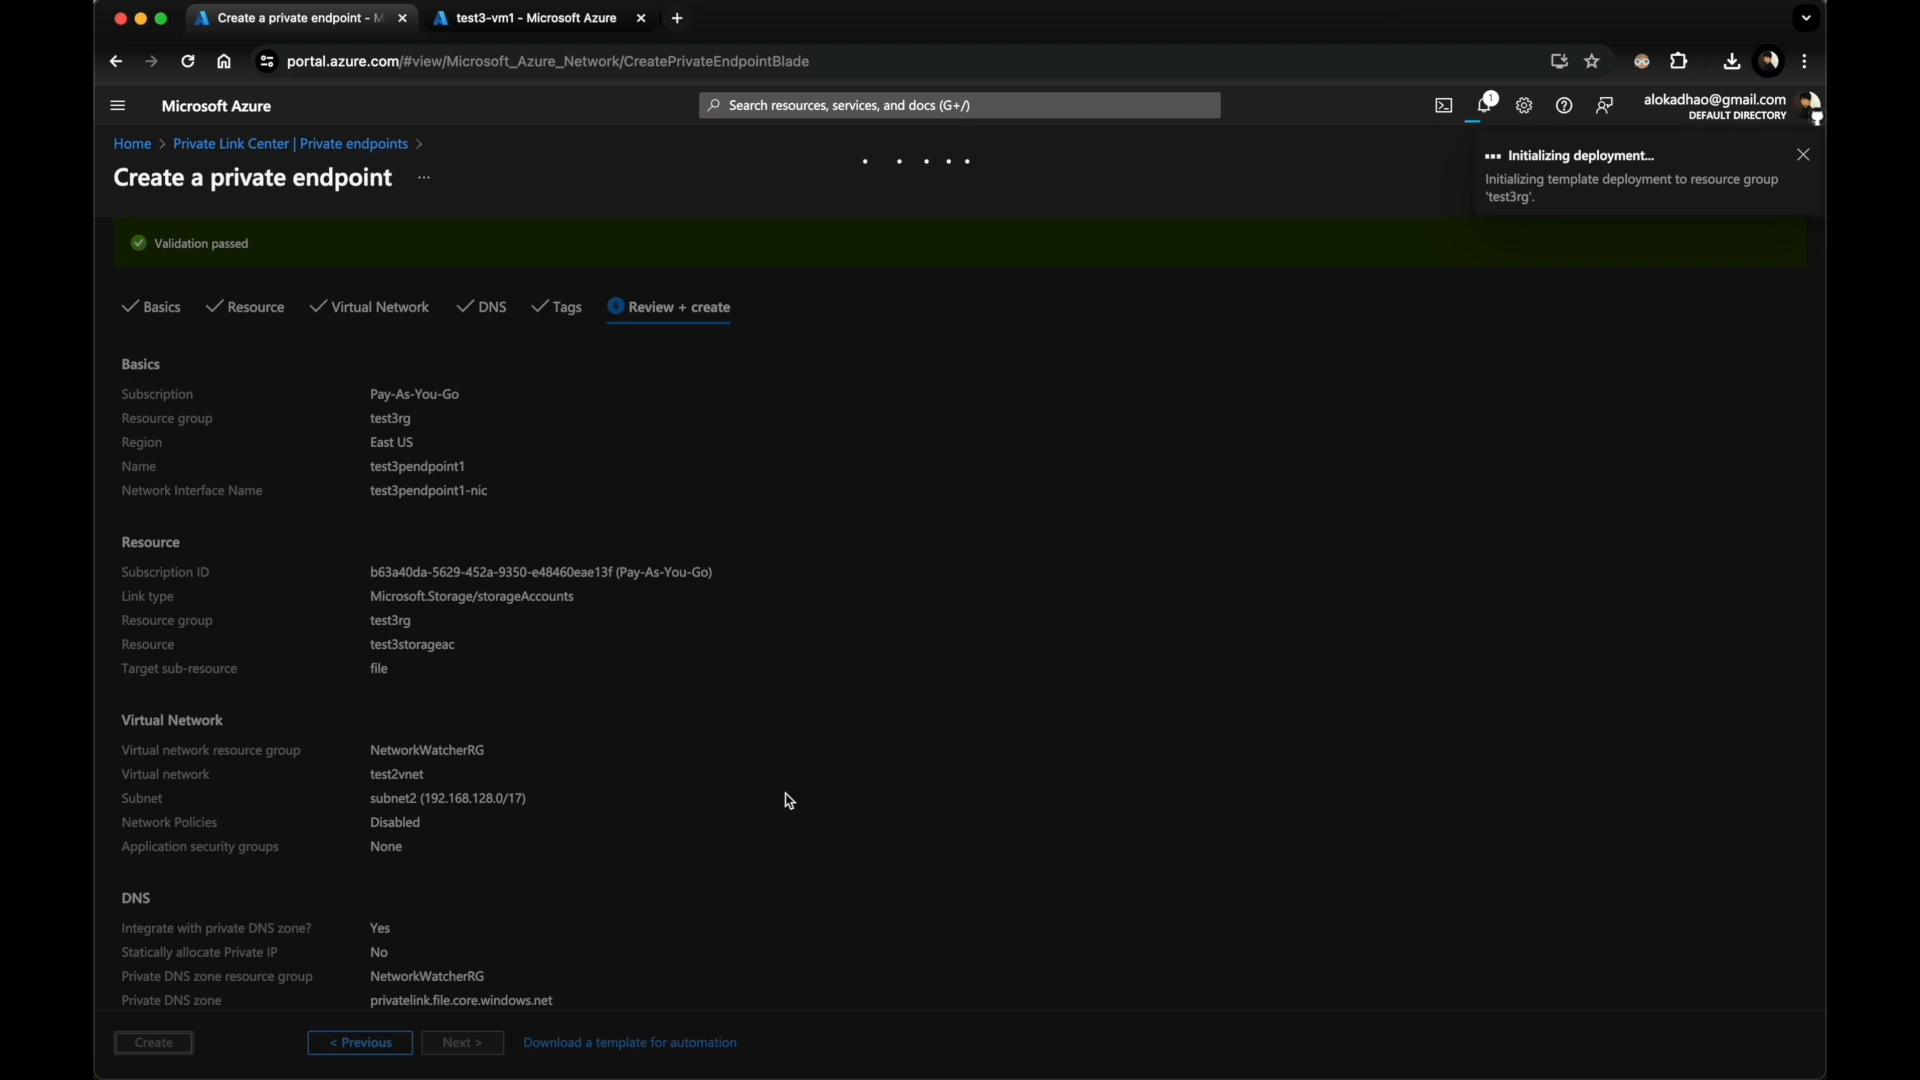 Create a private endpoint - M
test3-vm1 - Microsoft Azure
portal.azure.com/#view/Microsoft_Azure_Network/CreatePrivateEndpointBlade
Microsoft Azure
Search resources, services, and docs (G+/)
1
alokadhao@gmail.com
DEFAULT DIRECTORY
Home > Private Link Center | Private endpoints >
Create a private endpoint ...
Initializing deployment...
Initializing template deployment to resource group
'test3rg'.
Validation passed
Basics Resource Virtual Network DNS Tags Review + create
Basics
Subscription Pay-As-You-Go
Resource group test3rg
Region East US
Name test3pendpoint1
Network Interface Name test3pendpoint1-nic
Resource
Subscription ID b63a40da-5629-452a-9350-e48460eae13f (Pay-As-You-Go)
Link type Microsoft.Storage/storageAccounts
Resource group test3rg
Resource test3storageac
Target sub-resource file
Virtual Network
Virtual network resource group NetworkWatcherRG
Virtual network test2vnet
Subnet subnet2 (192.168.128.0/17)
Network Policies Disabled
Application security groups None
DNS
Integrate with private DNS zone? Yes
Statically allocate Private IP No
Private DNS zone resource group NetworkWatcherRG
Private DNS zone privatelink.file.core.windows.net
Create < Previous Next > Download a template for automation